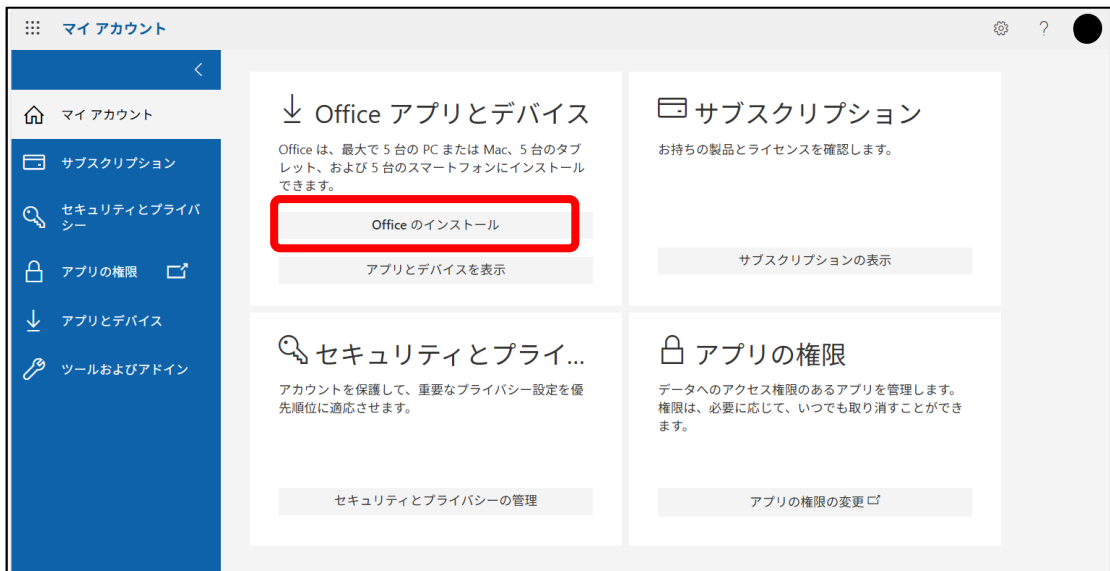 マイ アカウント
?
マイ アカウント
サブスクリプション
セキュリティとプライバ
シー
アプリの権限
アプリとデバイス
ツールおよびアドイン
Office アプリとデバイス
Office は、最大で 5 台の PC または Mac、5 台のタブ
レット、および 5 台のスマートフォンにインストール
できます。
Office のインストール
アプリとデバイスを表示
サブスクリプション
お持ちの製品とライセンスを確認します。
サブスクリプションの表示
セキュリティとプライ...
アカウントを保護して、重要なプライバシー設定を優
先順位に適応させます。
セキュリティとプライバシーの管理
アプリの権限
データへのアクセス権限のあるアプリを管理します。
権限は、必要に応じて、いつでも取り消すことができ
ます。
アプリの権限の変更